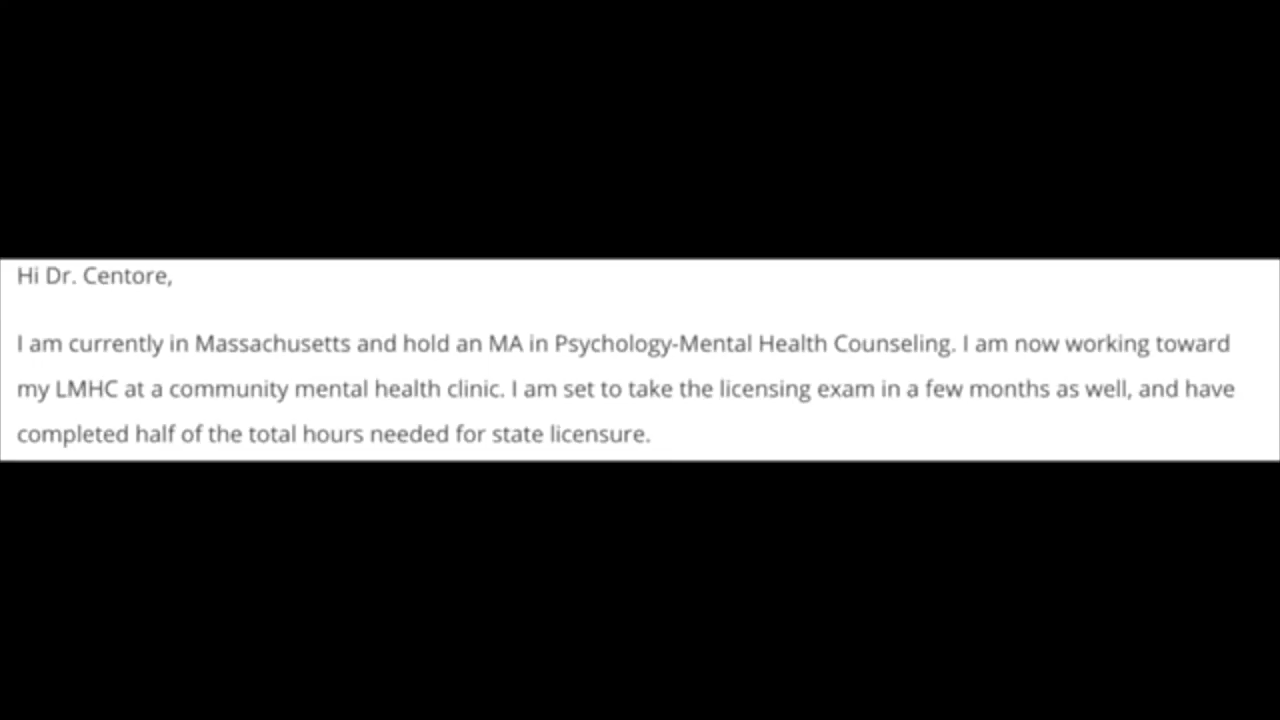 Hi Dr. Centore,
I am currently in Massachusetts and hold an MA in Psychology-Mental Health Counseling. I am now working toward
my LMHC at a community mental health clinic. I am set to take the licensing exam in a few months as well, and have
completed half of the total hours needed for state licensure.